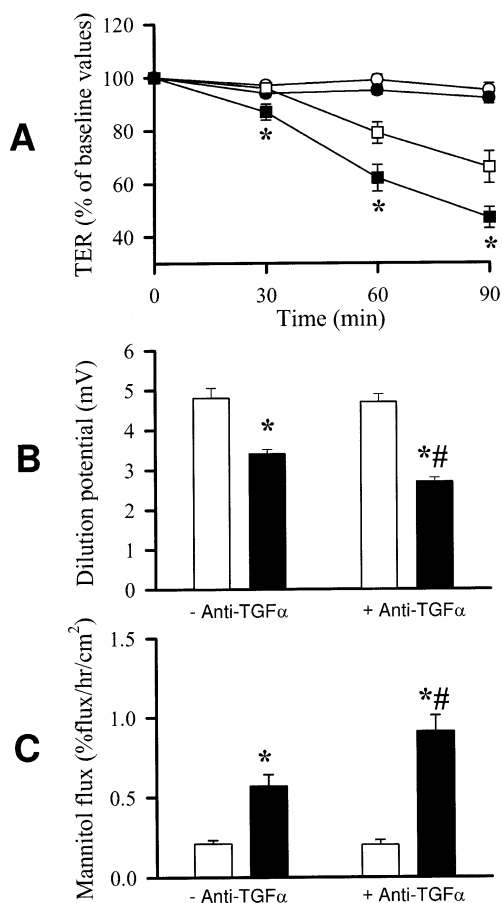 A
TER (% of baseline values)
120
100
80
60
40
*
*
*
0
30
60
90
Time (min)
B
Dilution potential (mV)
6
5
4
3
2
1
0
*
*#
- Anti-TGFα
+ Anti-TGFα
C
Mannitol flux (%flux/hr/cm²)
1.5
1.0
0.5
0.0
*
*#
- Anti-TGFα
+ Anti-TGFα